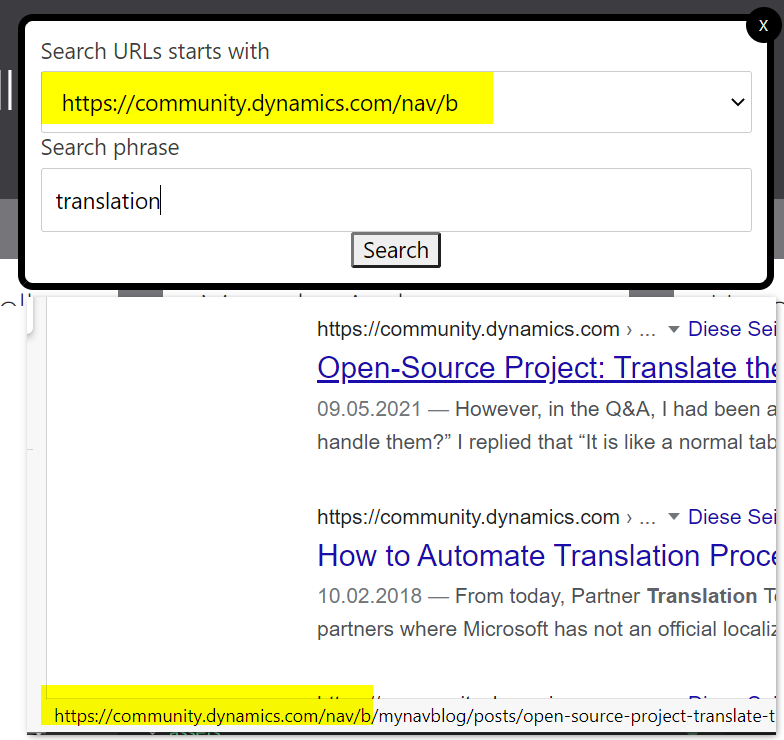 x
Search URLs starts with
https://community.dynamics.com/nav/b
Search phrase
translation
Search
https://community.dynamics.com › ... Diese Sei
Open-Source Project: Translate the
09.05.2021 — However, in the Q&A, I had been a
handle them?” I replied that “It is like a normal tab
https://community.dynamics.com › ... Diese Sei
How to Automate Translation Proce
10.02.2018 — From today, Partner Translation T
partners where Microsoft has not an official localiz
https://community.dynamics.com/nav/b/mynavblog/posts/open-source-project-translate-t